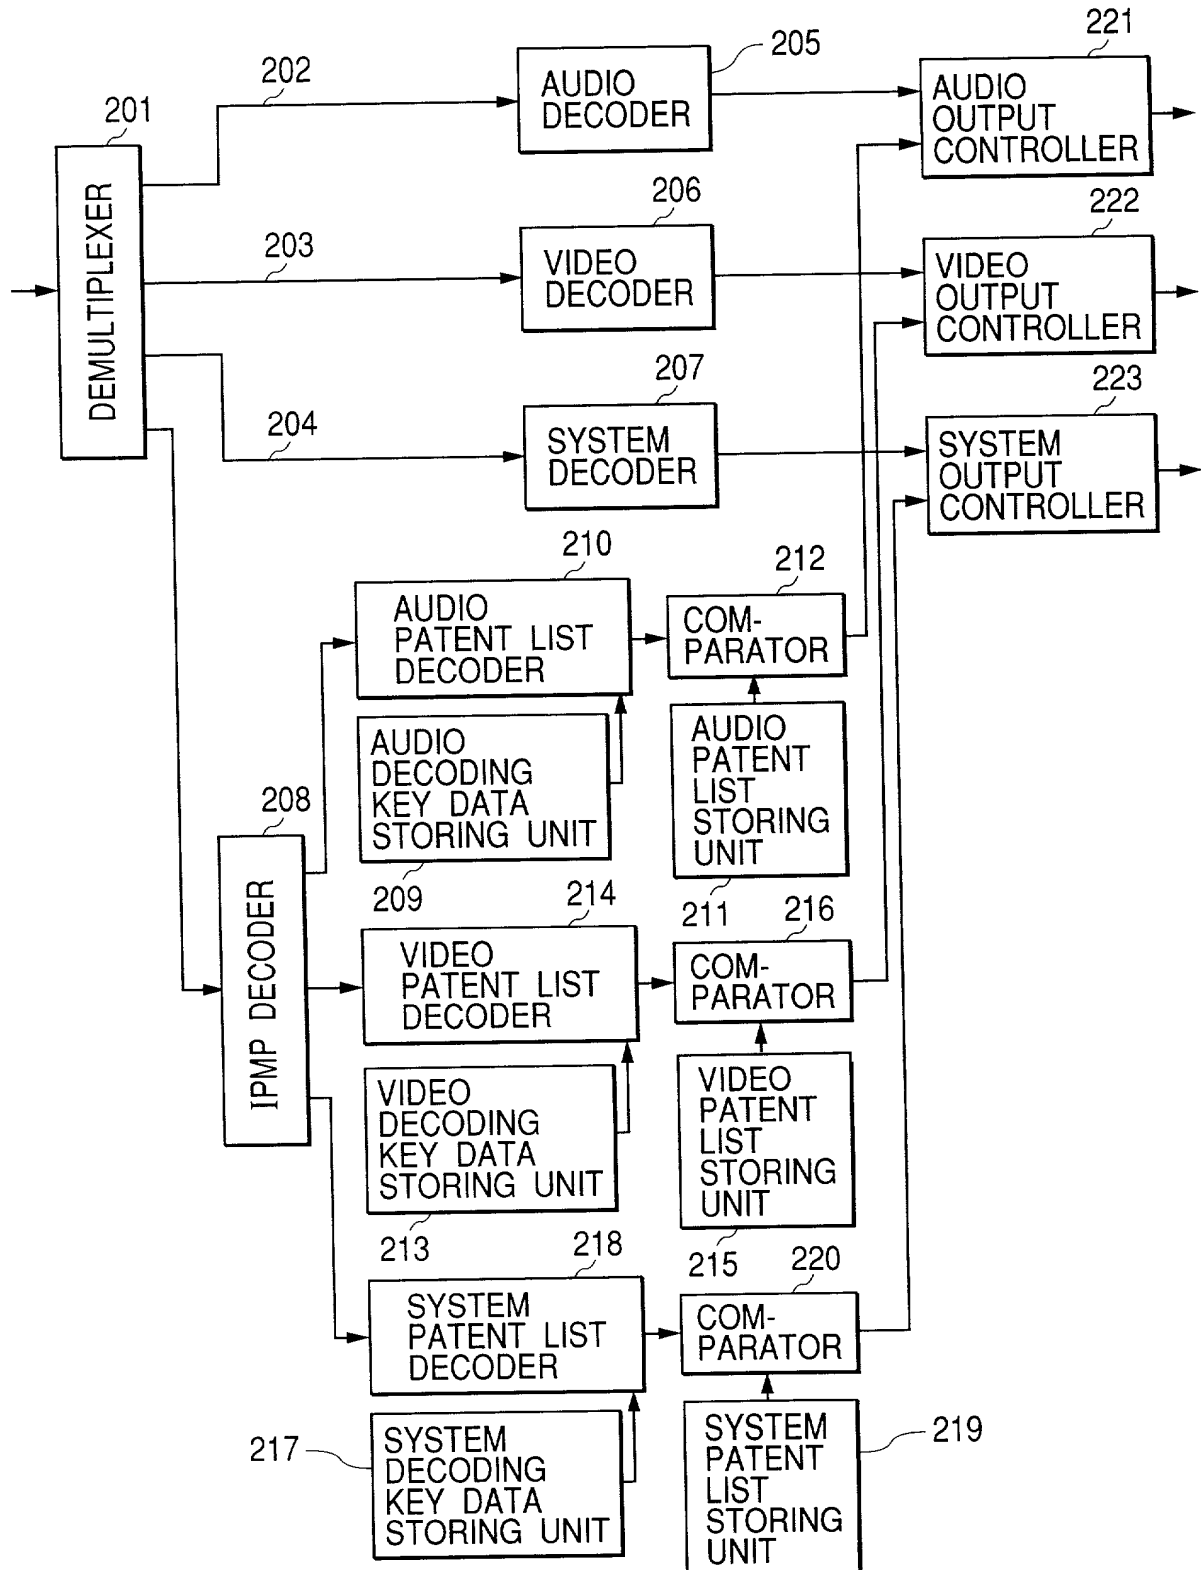 221
205
202
AUDIO
DECODER
AUDIO
OUTPUT
CONTROLLER
201
DEMULTIPLEXER
206
222
203
VIDEO
DECODER
VIDEO
OUTPUT
CONTROLLER
207
223
204
SYSTEM
DECODER
SYSTEM
OUTPUT
CONTROLLER
210
212
AUDIO
PATENT LIST
DECODER
COM-
PARATOR
AUDIO
DECODING
KEY DATA
STORING UNIT
AUDIO
PATENT
LIST
STORING
UNIT
208
IPMP DECODER
209
214
211
216
VIDEO
PATENT LIST
DECODER
COM-
PARATOR
VIDEO
DECODING
KEY DATA
STORING UNIT
VIDEO
PATENT
LIST
STORING
UNIT
213
218
215
220
SYSTEM
PATENT LIST
DECODER
COM-
PARATOR
217
SYSTEM
DECODING
KEY DATA
STORING UNIT
SYSTEM
PATENT
LIST
STORING
UNIT
219